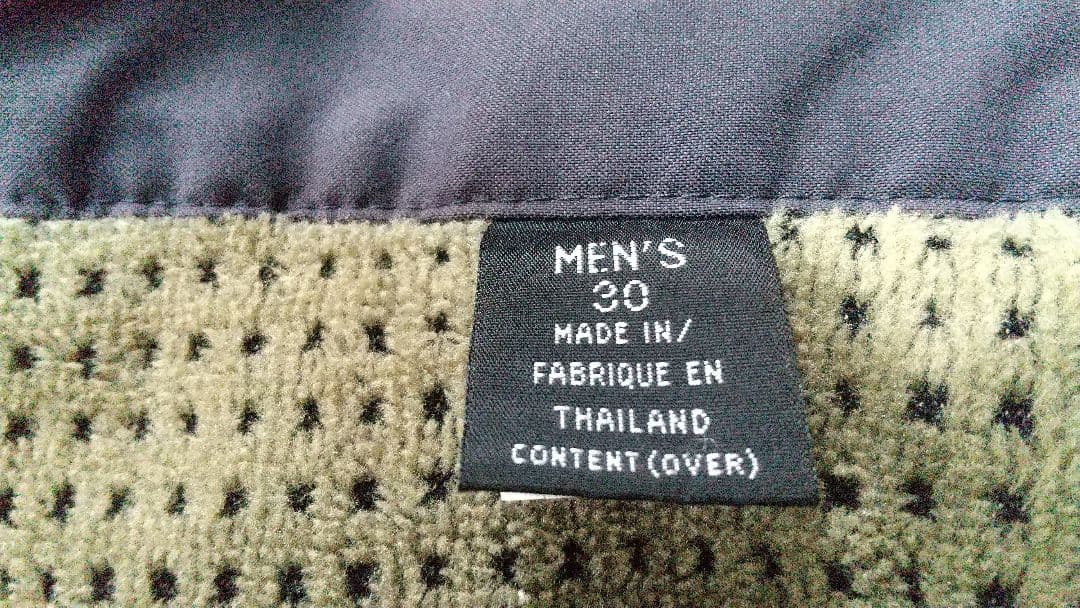 MEN'S
30
MADE IN/
FABRIQUE EN
THAILAND
CONTENT (OVER)